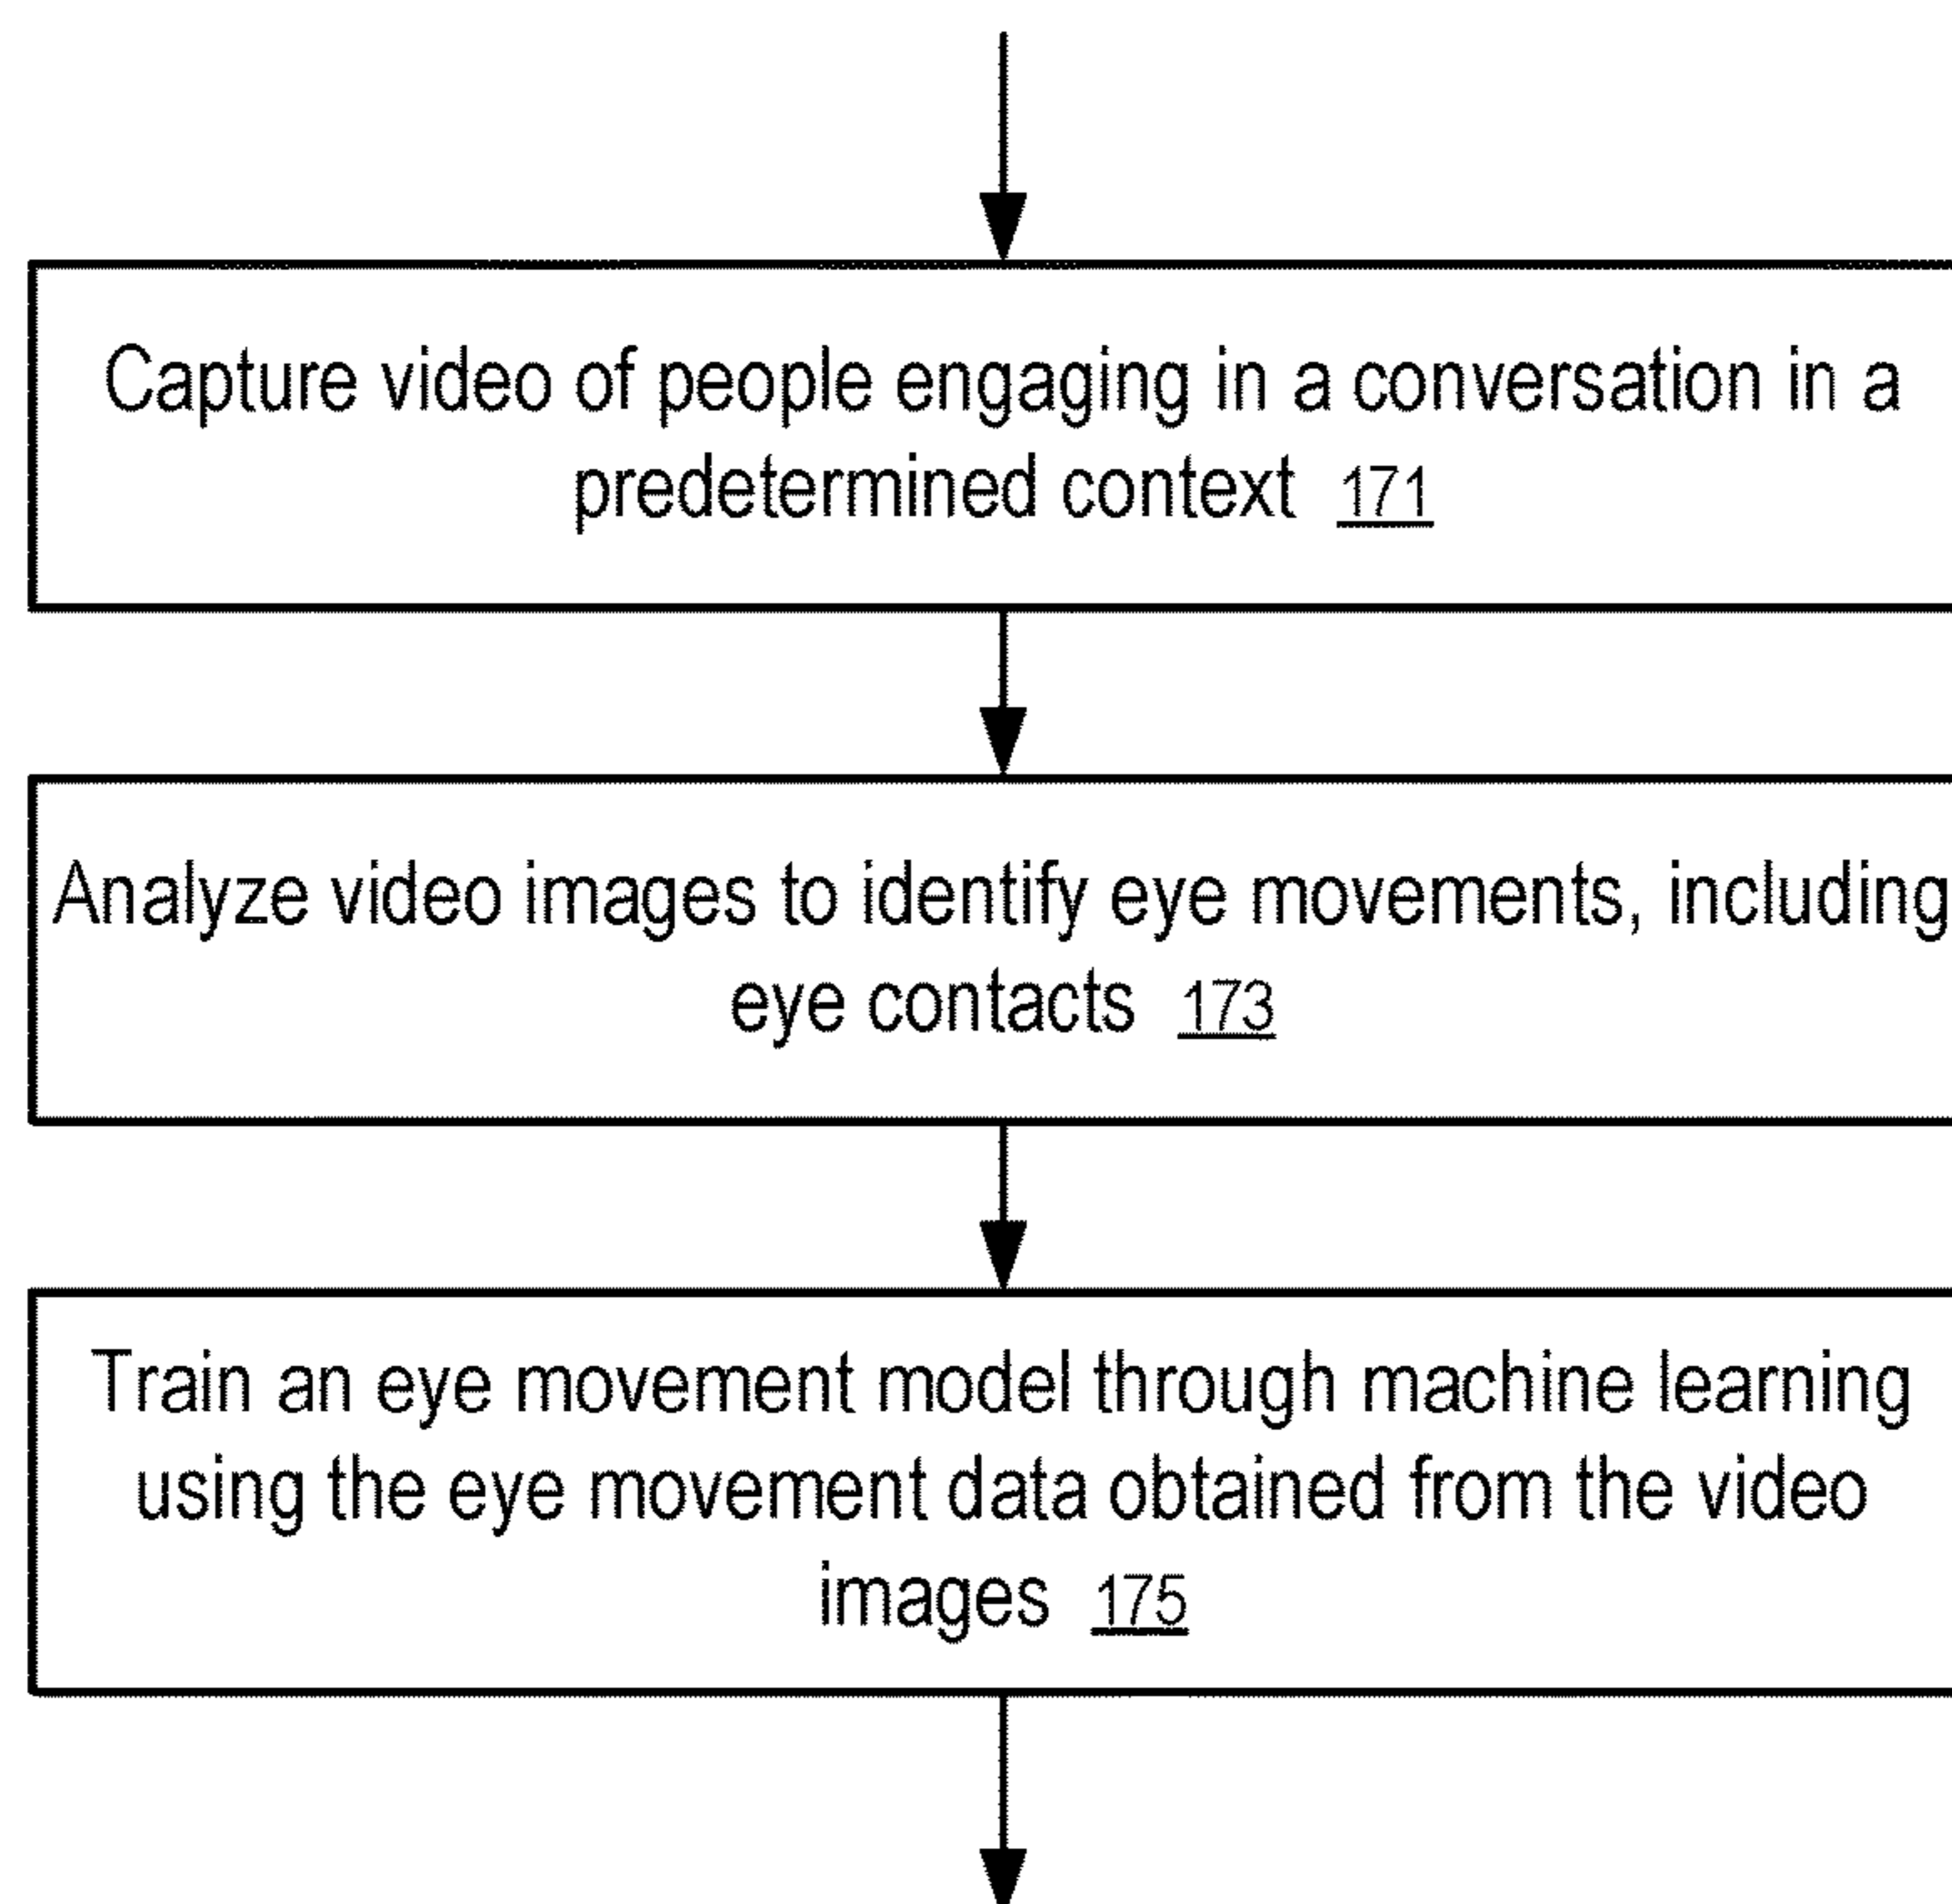 Capture video of people engaging in a conversation in a
predetermined context 171
Analyze video images to identify eye movements, including
eye contacts 173
Train an eye movement model through machine learning
using the eye movement data obtained from the video
images 175